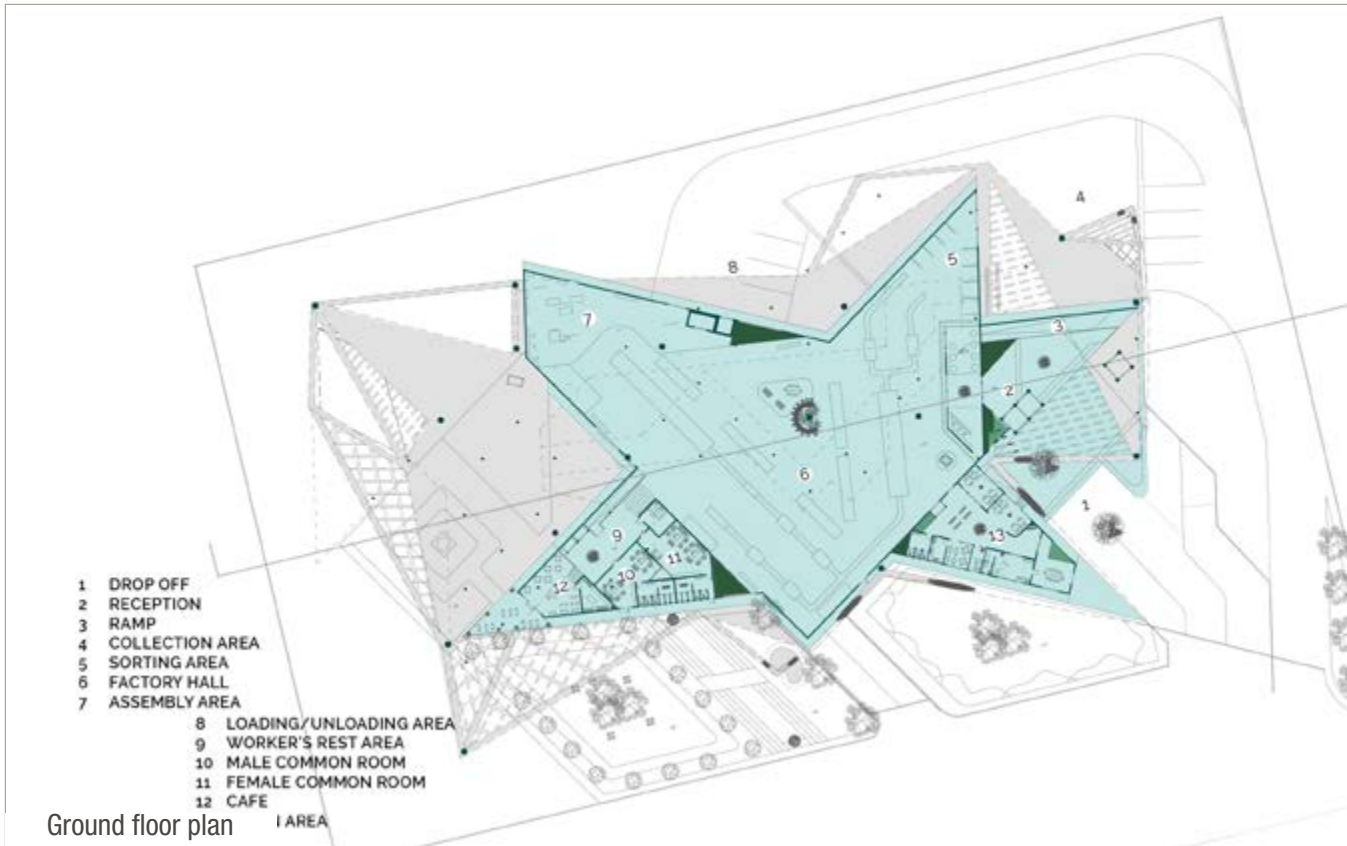 4
8
5
7
3
2
6
1
9
11
13
10
12
1 DROP OFF
2 RECEPTION
3 RAMP
4 COLLECTION AREA
5 SORTING AREA
6 FACTORY HALL
7 ASSEMBLY AREA
8 LOADING/UNLOADING AREA
9 WORKER'S REST AREA
10 MALE COMMON ROOM
11 FEMALE COMMON ROOM
12 CAFE
AREA
Ground floor plan